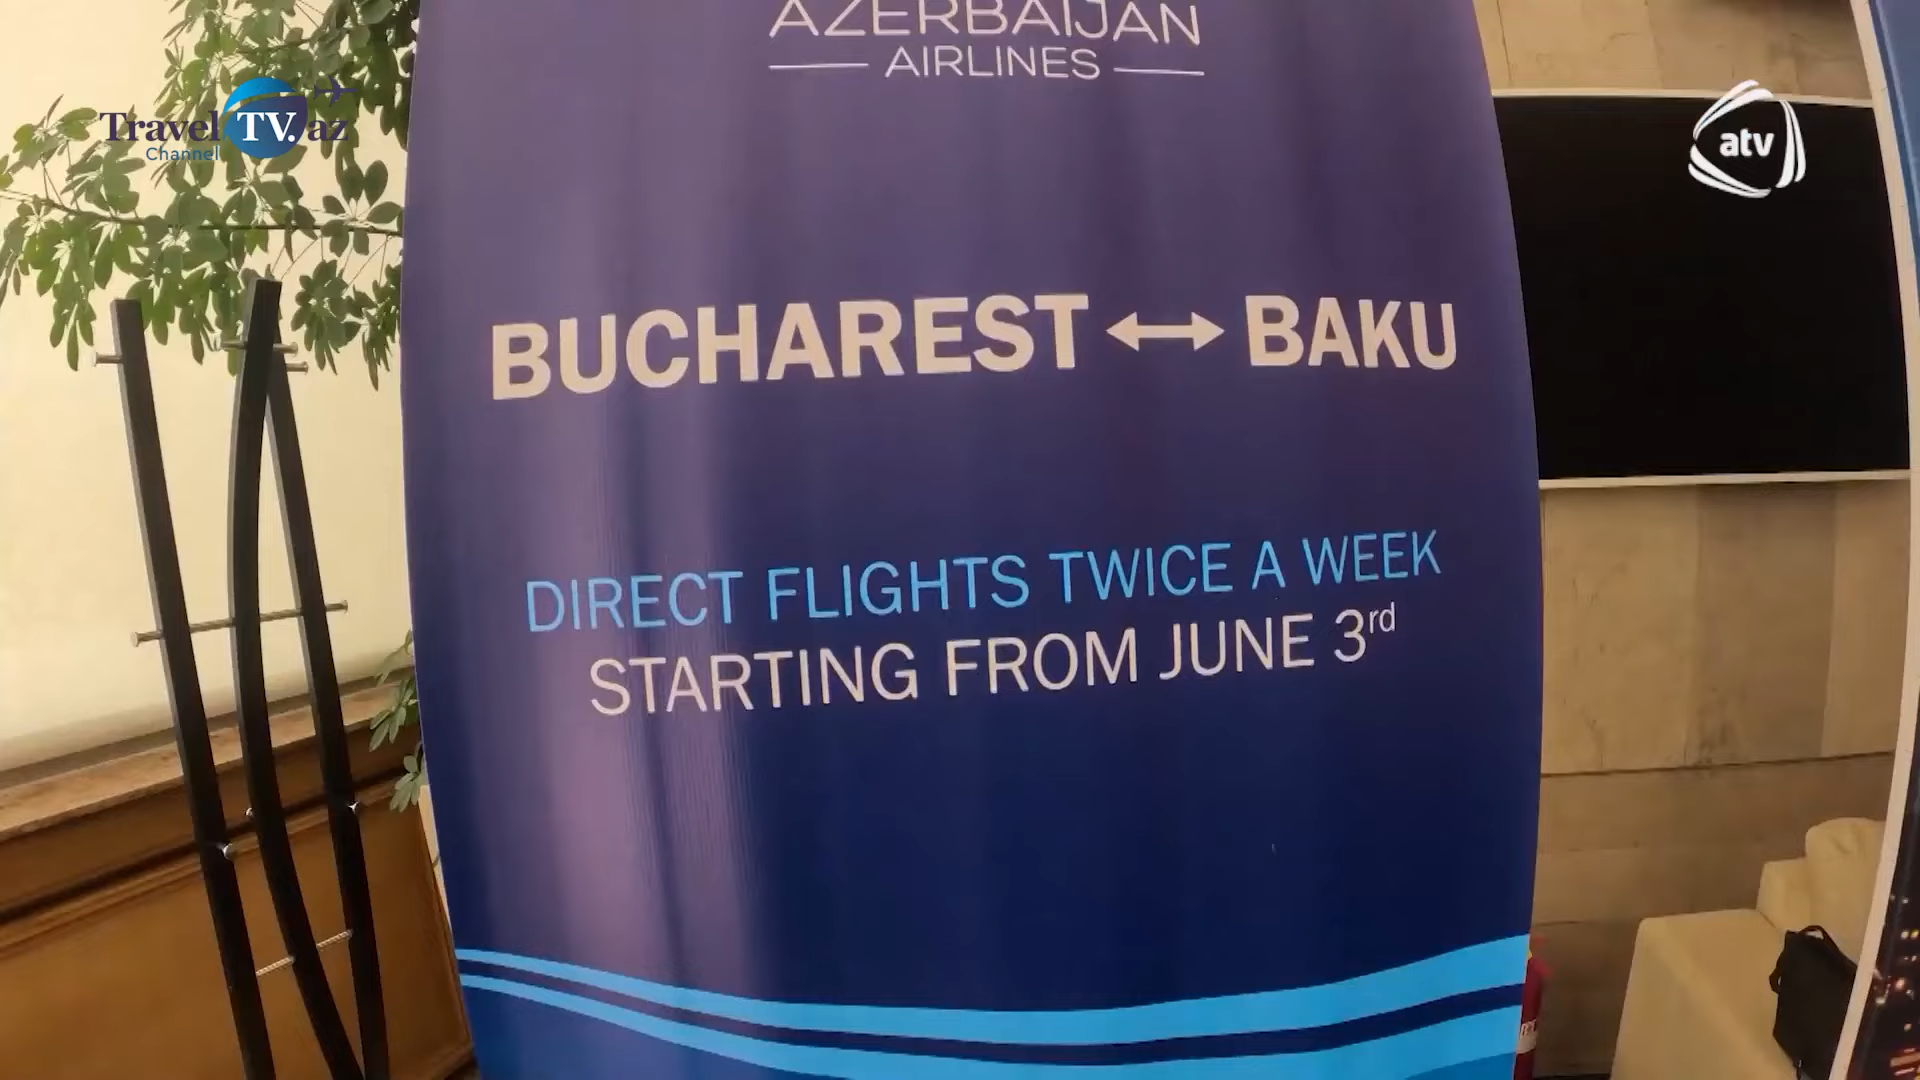 AZERBAIJAN
AIRLINES
Travel TV.az
Channel
atv
BUCHAREST ↔ BAKU
DIRECT FLIGHTS TWICE A WEEK
STARTING FROM JUNE 3rd